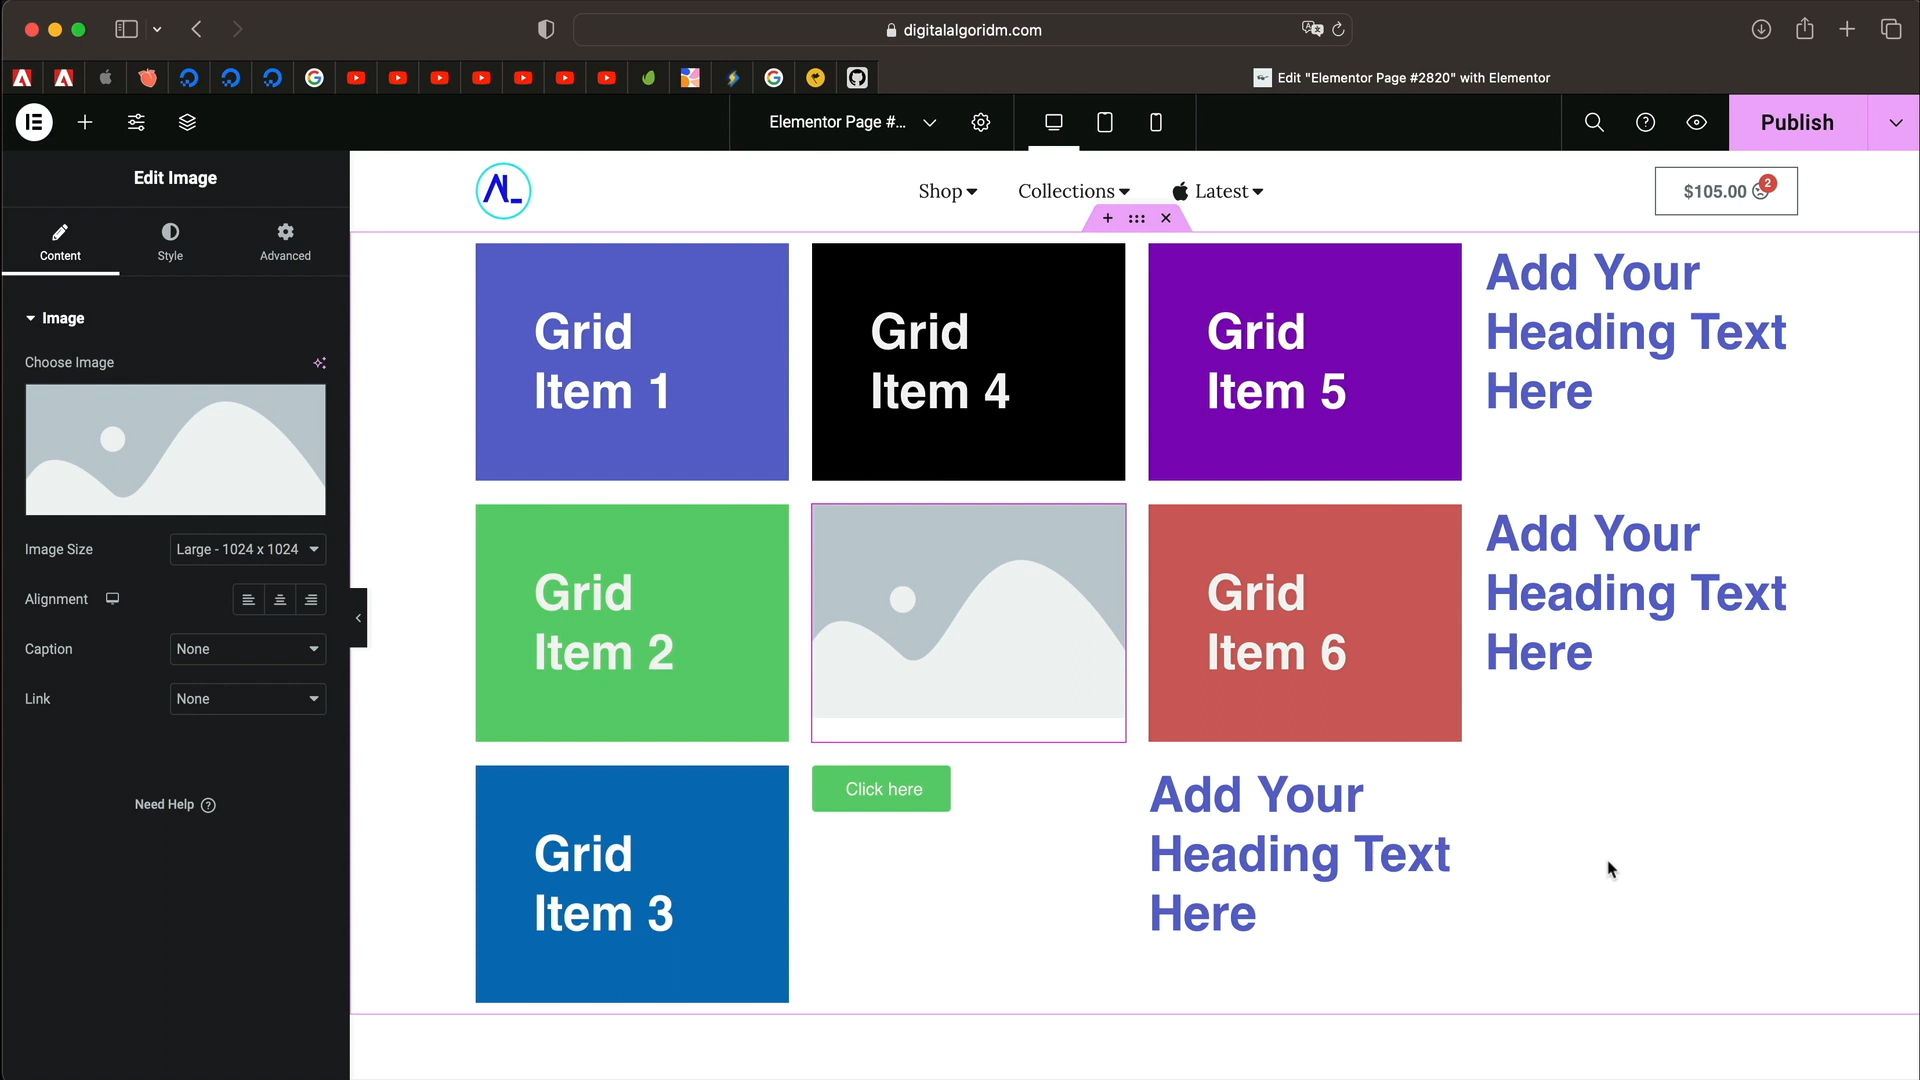 digitalalgoridm.com
Edit "Elementor Page #2820" with Elementor
Elementor Page #...
Publish
Edit Image
Content
Style
Advanced
Image
Choose Image
Image Size
Large - 1024 x 1024
Alignment
Caption
None
Link
None
Need Help
AL_
Shop
Collections
Latest
$105.00
2
Grid
Item 1
Grid
Item 4
Grid
Item 5
Add Your
Heading Text
Here
Grid
Item 2
Grid
Item 6
Add Your
Heading Text
Here
Grid
Item 3
Click here
Add Your
Heading Text
Here